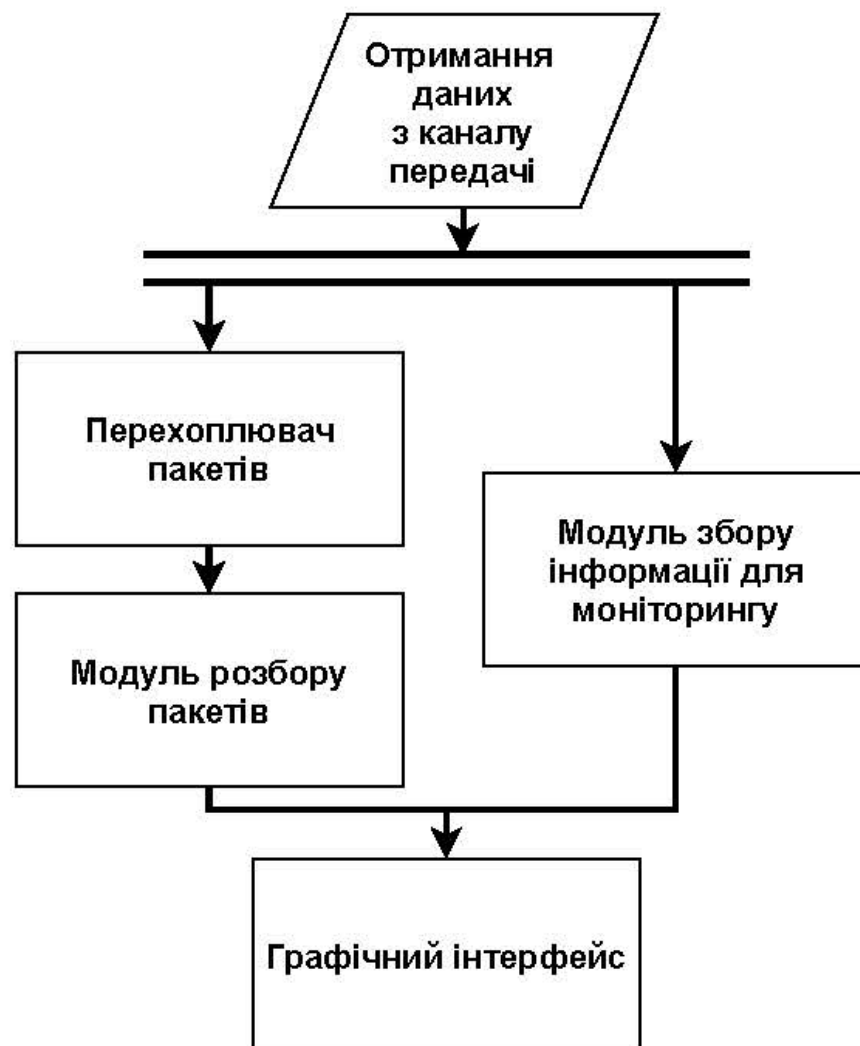 Отримання
даних
з каналу
передачі
Перехоплювач
пакетів
Модуль збору
інформації для
моніторингу
Модуль розбору
пакетів
Графічний інтерфейс